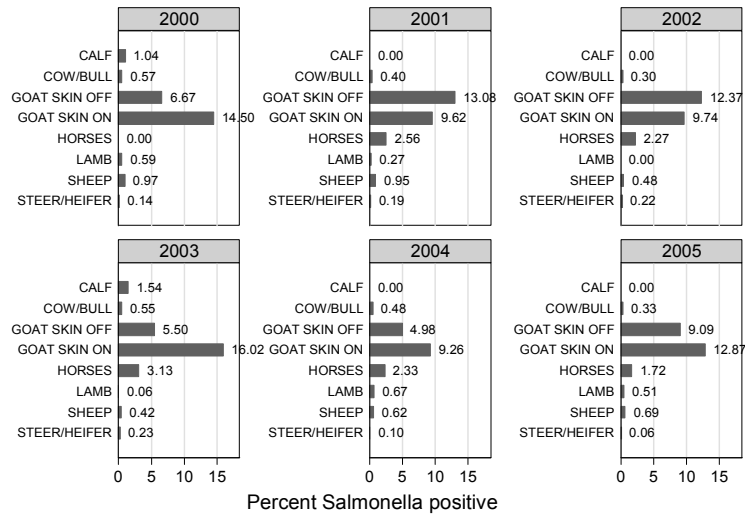 2000 2001 2002
CALF 1.04 CALF 0.00 CALF 0.00
COW/BULL 0.57 COW/BULL 0.40 COW/BULL 0.30
GOAT SKIN OFF 6.67 GOAT SKIN OFF 13.08 GOAT SKIN OFF 12.37
GOAT SKIN ON 14.50 GOAT SKIN ON 9.62 GOAT SKIN ON 9.74
HORSES 0.00 HORSES 2.56 HORSES 2.27
LAMB 0.59 LAMB 0.27 LAMB 0.00
SHEEP 0.97 SHEEP 0.95 SHEEP 0.48
STEER/HEIFER 0.14 STEER/HEIFER 0.19 STEER/HEIFER 0.22
2003 2004 2005
CALF 1.54 CALF 0.00 CALF 0.00
COW/BULL 0.55 COW/BULL 0.48 COW/BULL 0.33
GOAT SKIN OFF 5.50 GOAT SKIN OFF 4.98 GOAT SKIN OFF 9.09
GOAT SKIN ON 16.02 GOAT SKIN ON 9.26 GOAT SKIN ON 12.87
HORSES 3.13 HORSES 2.33 HORSES 1.72
LAMB 0.06 LAMB 0.67 LAMB 0.51
SHEEP 0.42 SHEEP 0.62 SHEEP 0.69
STEER/HEIFER 0.23 STEER/HEIFER 0.10 STEER/HEIFER 0.06
0 5 10 15 0 5 10 15 0 5 10 15
Percent Salmonella positive